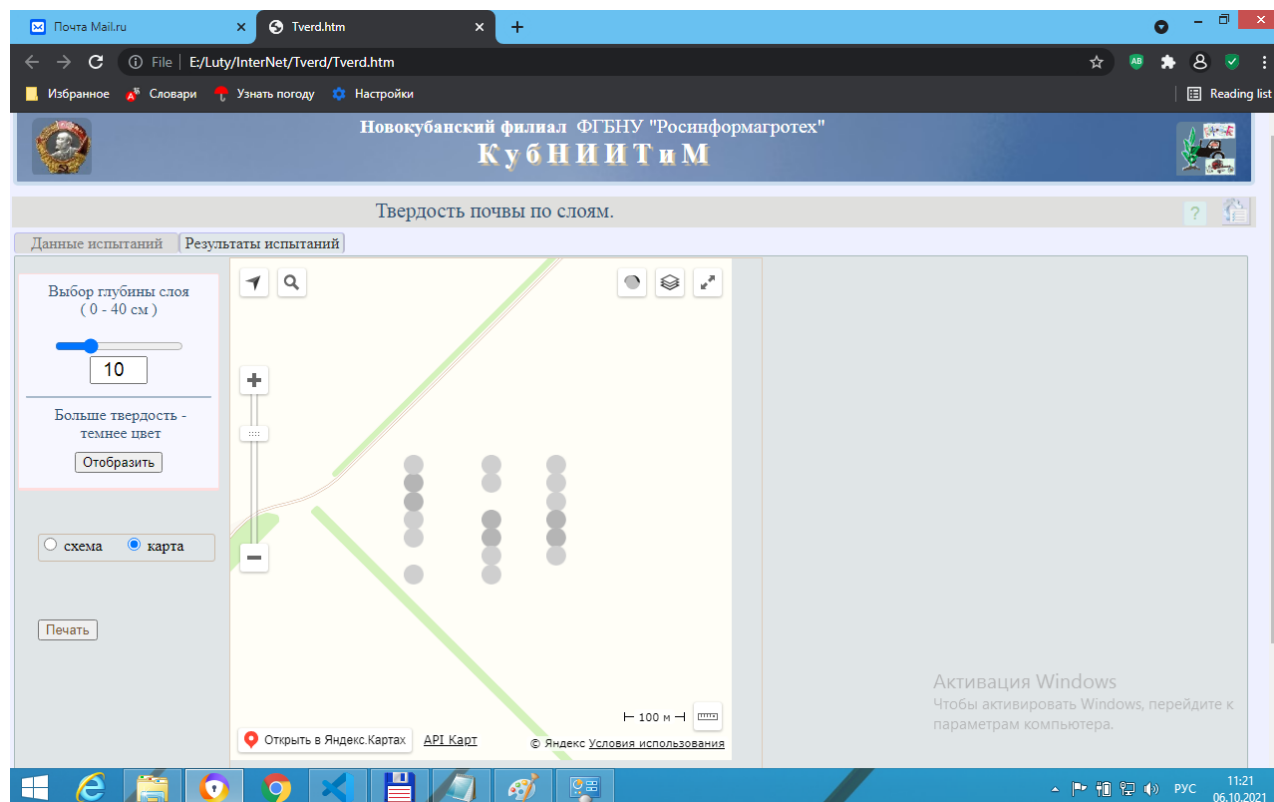 Почта Mail.ru
Tverd.htm
File | E:/Luty/InterNet/Tverd/Tverd.htm
AB
Избранное Словари Узнать погоду Настройки Reading list
Новокубанский филиал ФГБНУ "Росинформагротех"
КубНИИТиМ
Твердость почвы по слоям.
?
Данные испытаний Результаты испытаний
Выбор глубины слоя
( 0 - 40 см )
10
Больше твердость -
темнее цвет
Отобразить
схема карта
Печать
100 м
Открыть в Яндекс.Картах API Карт © Яндекс Условия использования
Активация Windows
Чтобы активировать Windows, перейдите к
параметрам компьютера.
РУС
11:21
06.10.2021